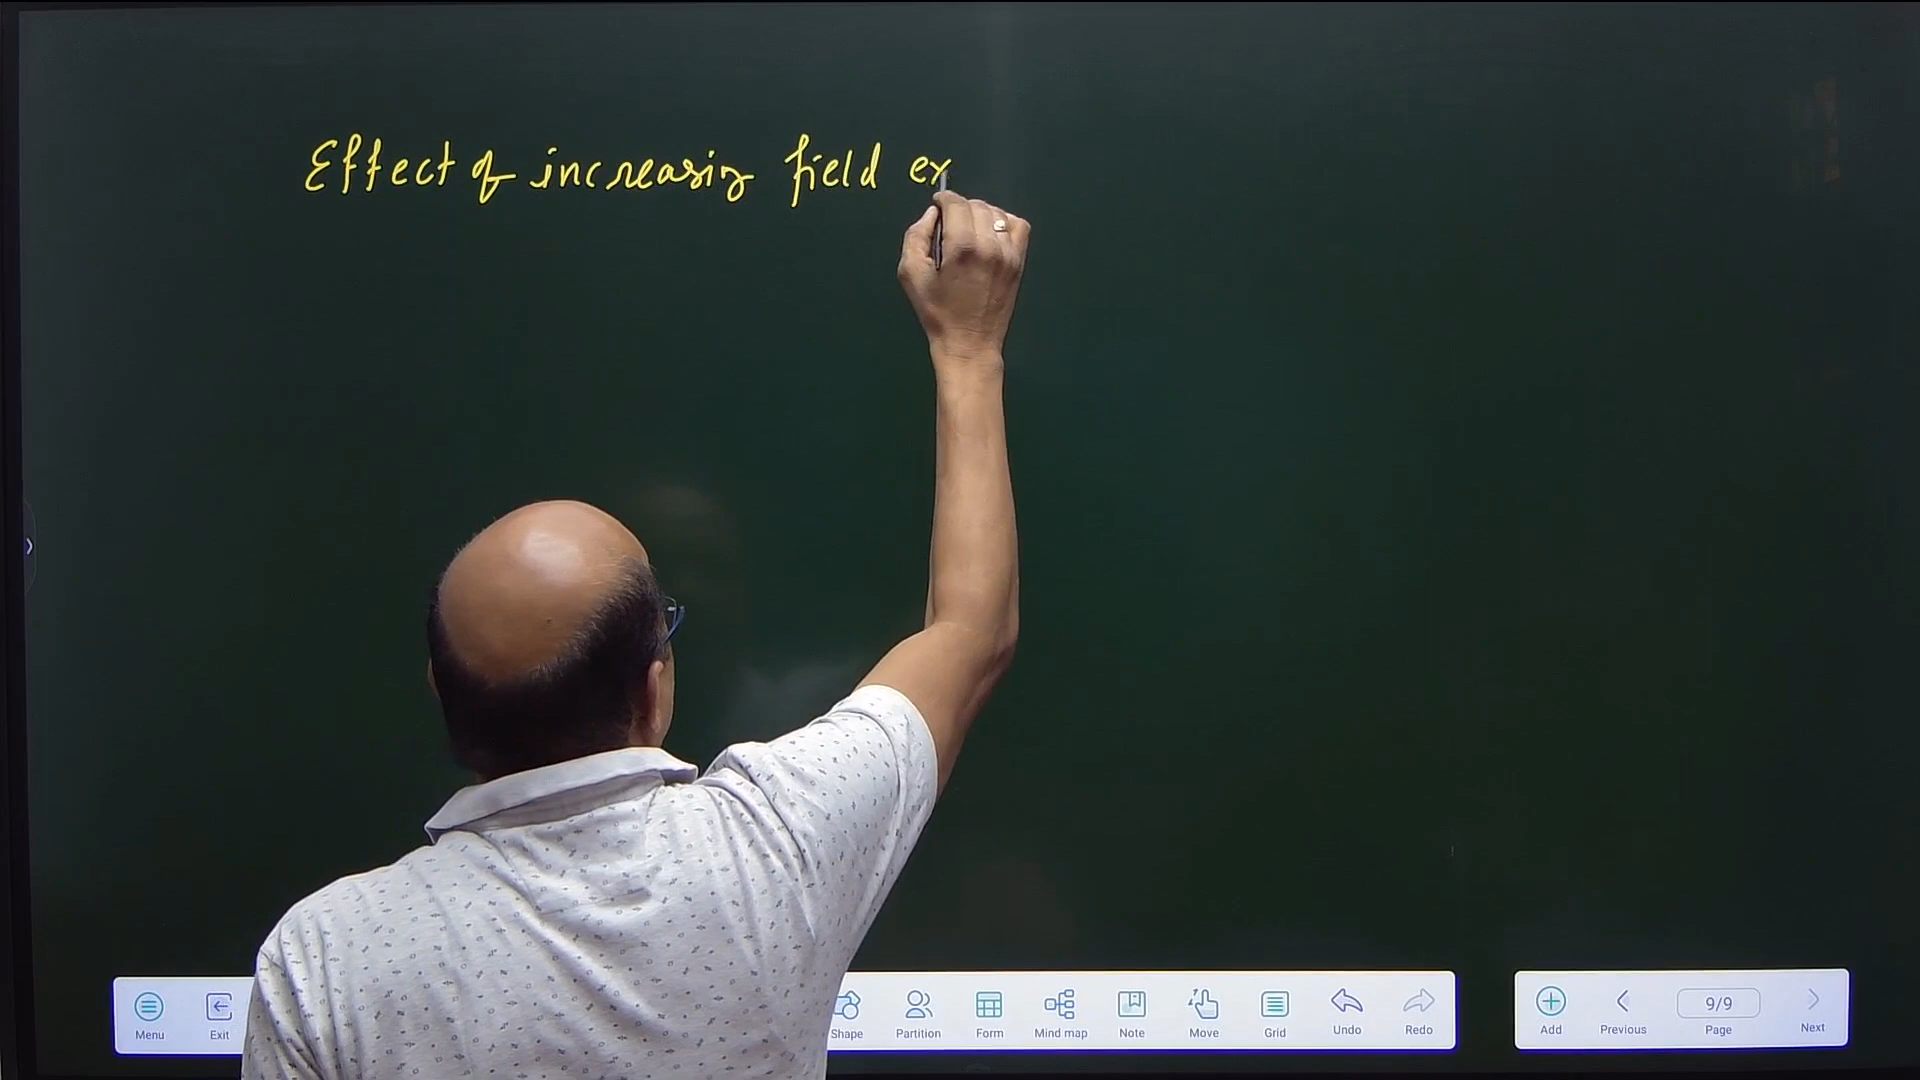 Effect of increasing field ex
Menu
Exit
Shape
Partition
Form
Mind map
Note
Move
Grid
Undo
Redo
Add
Previous
9/9
Page
Next